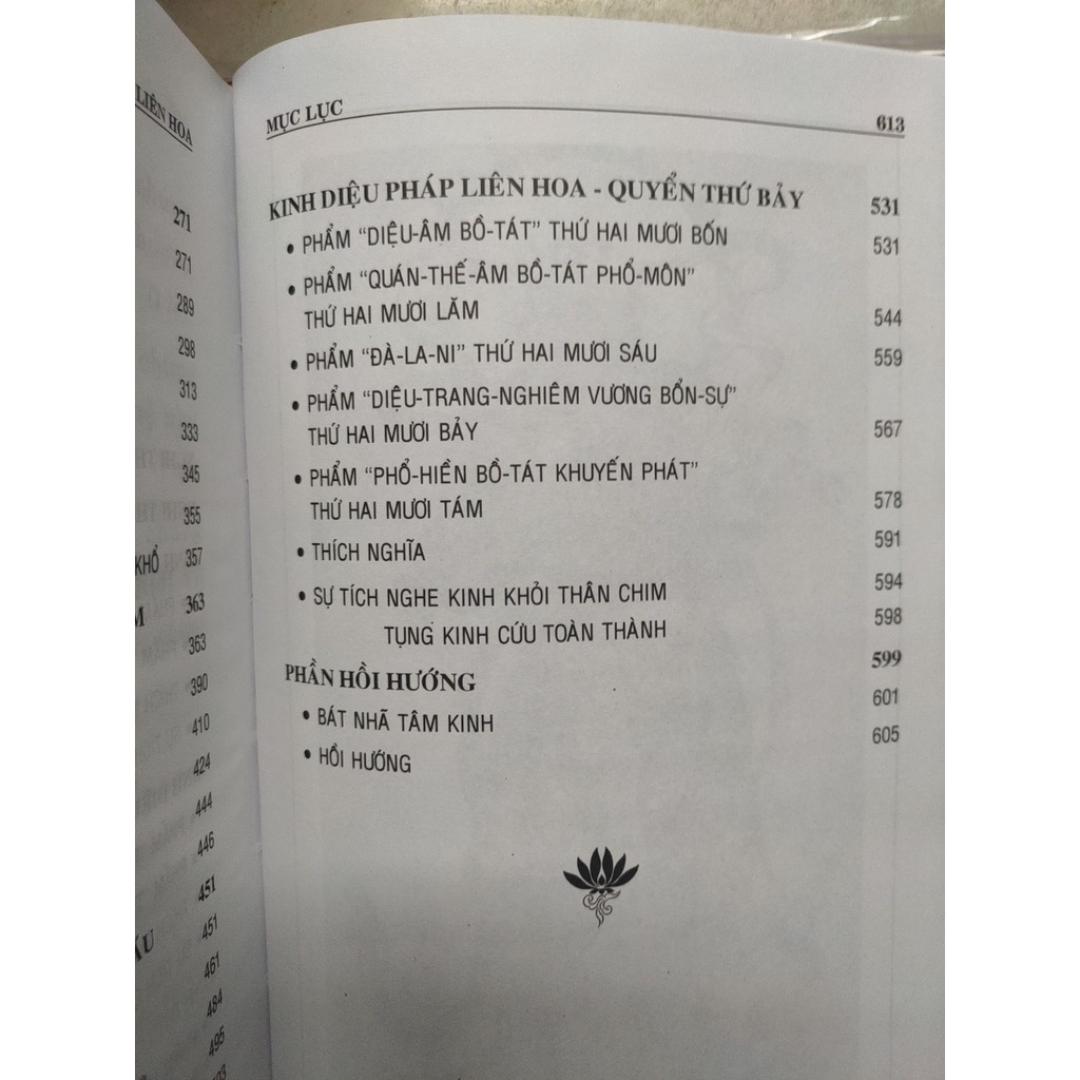 LIÊN HOA
271
271
289
298
313
333
345
355
KHỔ 357
363
363
390
410
424
444
446
451
451
461
484
495
MỤC LỤC 613
KINH DIỆU PHÁP LIÊN HOA - QUYỂN THỨ BẢY 531
• PHẨM “DIỆU-ÂM BỒ-TÁT” THỨ HAI MƯƠI BỐN 531
• PHẨM “QUÁN-THẾ-ÂM BỒ-TÁT PHỔ-MÔN”
THỨ HAI MƯƠI LĂM 544
• PHẨM “ĐÀ-LA-NI” THỨ HAI MƯƠI SÁU 559
• PHẨM “DIỆU-TRANG-NGHIÊM VƯƠNG BỔN-SỰ”
THỨ HAI MƯƠI BẢY 567
• PHẨM “PHỔ-HIỀN BỒ-TÁT KHUYẾN PHÁT”
THỨ HAI MƯƠI TÁM 578
• THÍCH NGHĨA 591
• SỰ TÍCH NGHE KINH KHỎI THÂN CHIM 594
TỤNG KINH CỨU TOÀN THÀNH 598
PHẦN HỒI HƯỚNG 599
• BÁT NHÃ TÂM KINH 601
• HỒI HƯỚNG 605